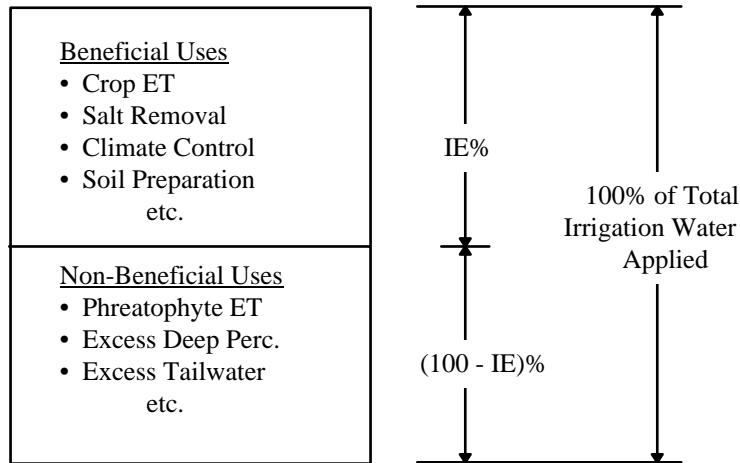 Beneficial Uses
• Crop ET
• Salt Removal
• Climate Control
• Soil Preparation
etc.
Non-Beneficial Uses
• Phreatophyte ET
• Excess Deep Perc.
• Excess Tailwater
etc.
IE%
(100 - IE)%
100% of Total
Irrigation Water
Applied